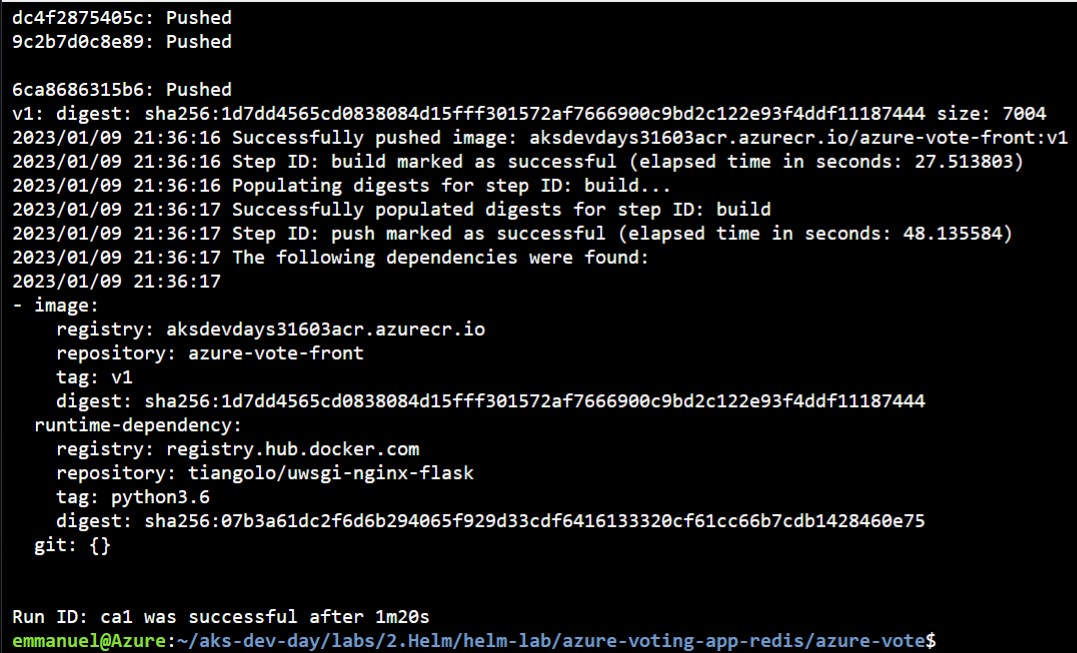 dc4f2875405c: Pushed
9c2b7d0c8e89: Pushed
6ca8686315b6: Pushed
v1: digest: sha256:1d7dd4565cd0838084d15fff301572af7666900c9bd2c122e93f4ddf11187444 size: 7004
2023/01/09 21:36:16 Successfully pushed image: aksdevdays31603acr.azurecr.io/azure-vote-front:v1
2023/01/09 21:36:16 Step ID: build marked as successful (elapsed time in seconds: 27.513803)
2023/01/09 21:36:16 Populating digests for step ID: build...
2023/01/09 21:36:17 Successfully populated digests for step ID: build
2023/01/09 21:36:17 Step ID: push marked as successful (elapsed time in seconds: 48.135584)
2023/01/09 21:36:17 The following dependencies were found:
2023/01/09 21:36:17
- image:
    registry: aksdevdays31603acr.azurecr.io
    repository: azure-vote-front
    tag: v1
    digest: sha256:1d7dd4565cd0838084d15fff301572af7666900c9bd2c122e93f4ddf11187444
  runtime-dependency:
    registry: registry.hub.docker.com
    repository: tiangolo/uwsgi-nginx-flask
    tag: python3.6
    digest: sha256:07b3a61dc2f6d6b294065f929d33cdf6416133320cf61cc66b7cdb1428460e75
  git: {}
Run ID: ca1 was successful after 1m20s
emmanuel@Azure:~/aks-dev-day/labs/2.Helm/helm-lab/azure-voting-app-redis/azure-vote$